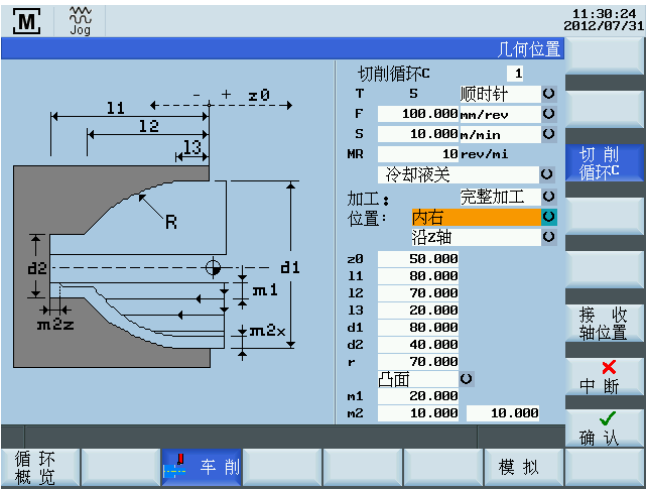 M
Jog
11:30:24
2012/07/31
几何位置
切削循环C 1
T 5 顺时针
F 100.000 mm/rev
S 10.000 m/min
MR 10 rev/mi
冷却液关
加工: 完整加工
位置: 内右
沿z轴
z0 50.000
l1 80.000
l2 70.000
l3 20.000
d1 80.000
d2 40.000
r 70.000
凸面
m1 20.000
m2 10.000 10.000
- + z0
l1
l2
l3
R
d2
d1
m1
m2z
m2x
切削
循环C
接收
轴位置
中断
确认
循环
概览
车削
模拟